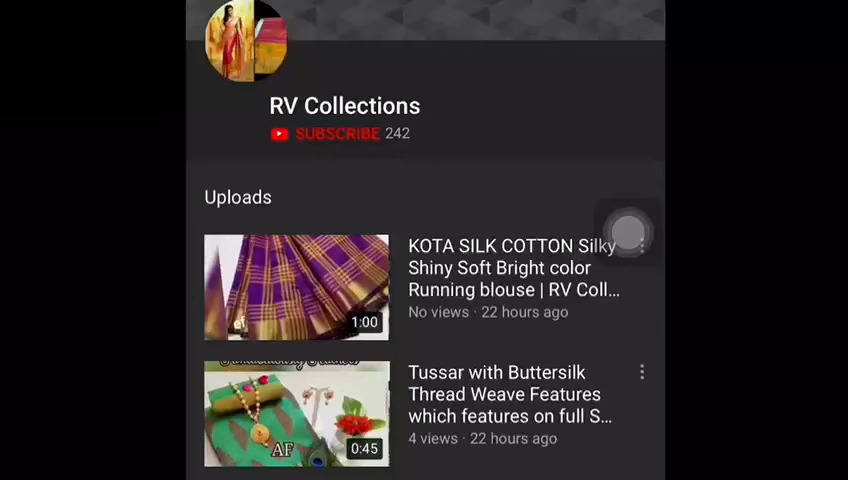 RV Collections
SUBSCRIBE 242
Uploads
KOTA SILK COTTON Silky
Shiny Soft Bright color
Running blouse | RV Coll...
No views · 22 hours ago
1:00
Tussar with Buttersilk
Thread Weave Features
which features on full S...
4 views · 22 hours ago
AF
0:45